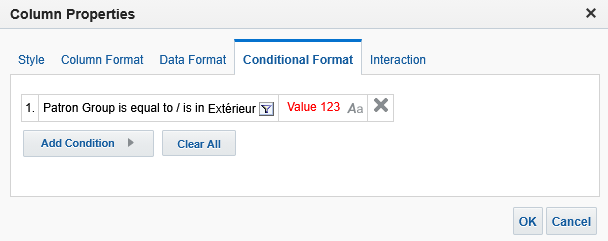 Column Properties
Style Column Format Data Format Conditional Format Interaction
1. Patron Group is equal to / is in Extérieur Value 123 Aa
Add Condition Clear All
OK Cancel